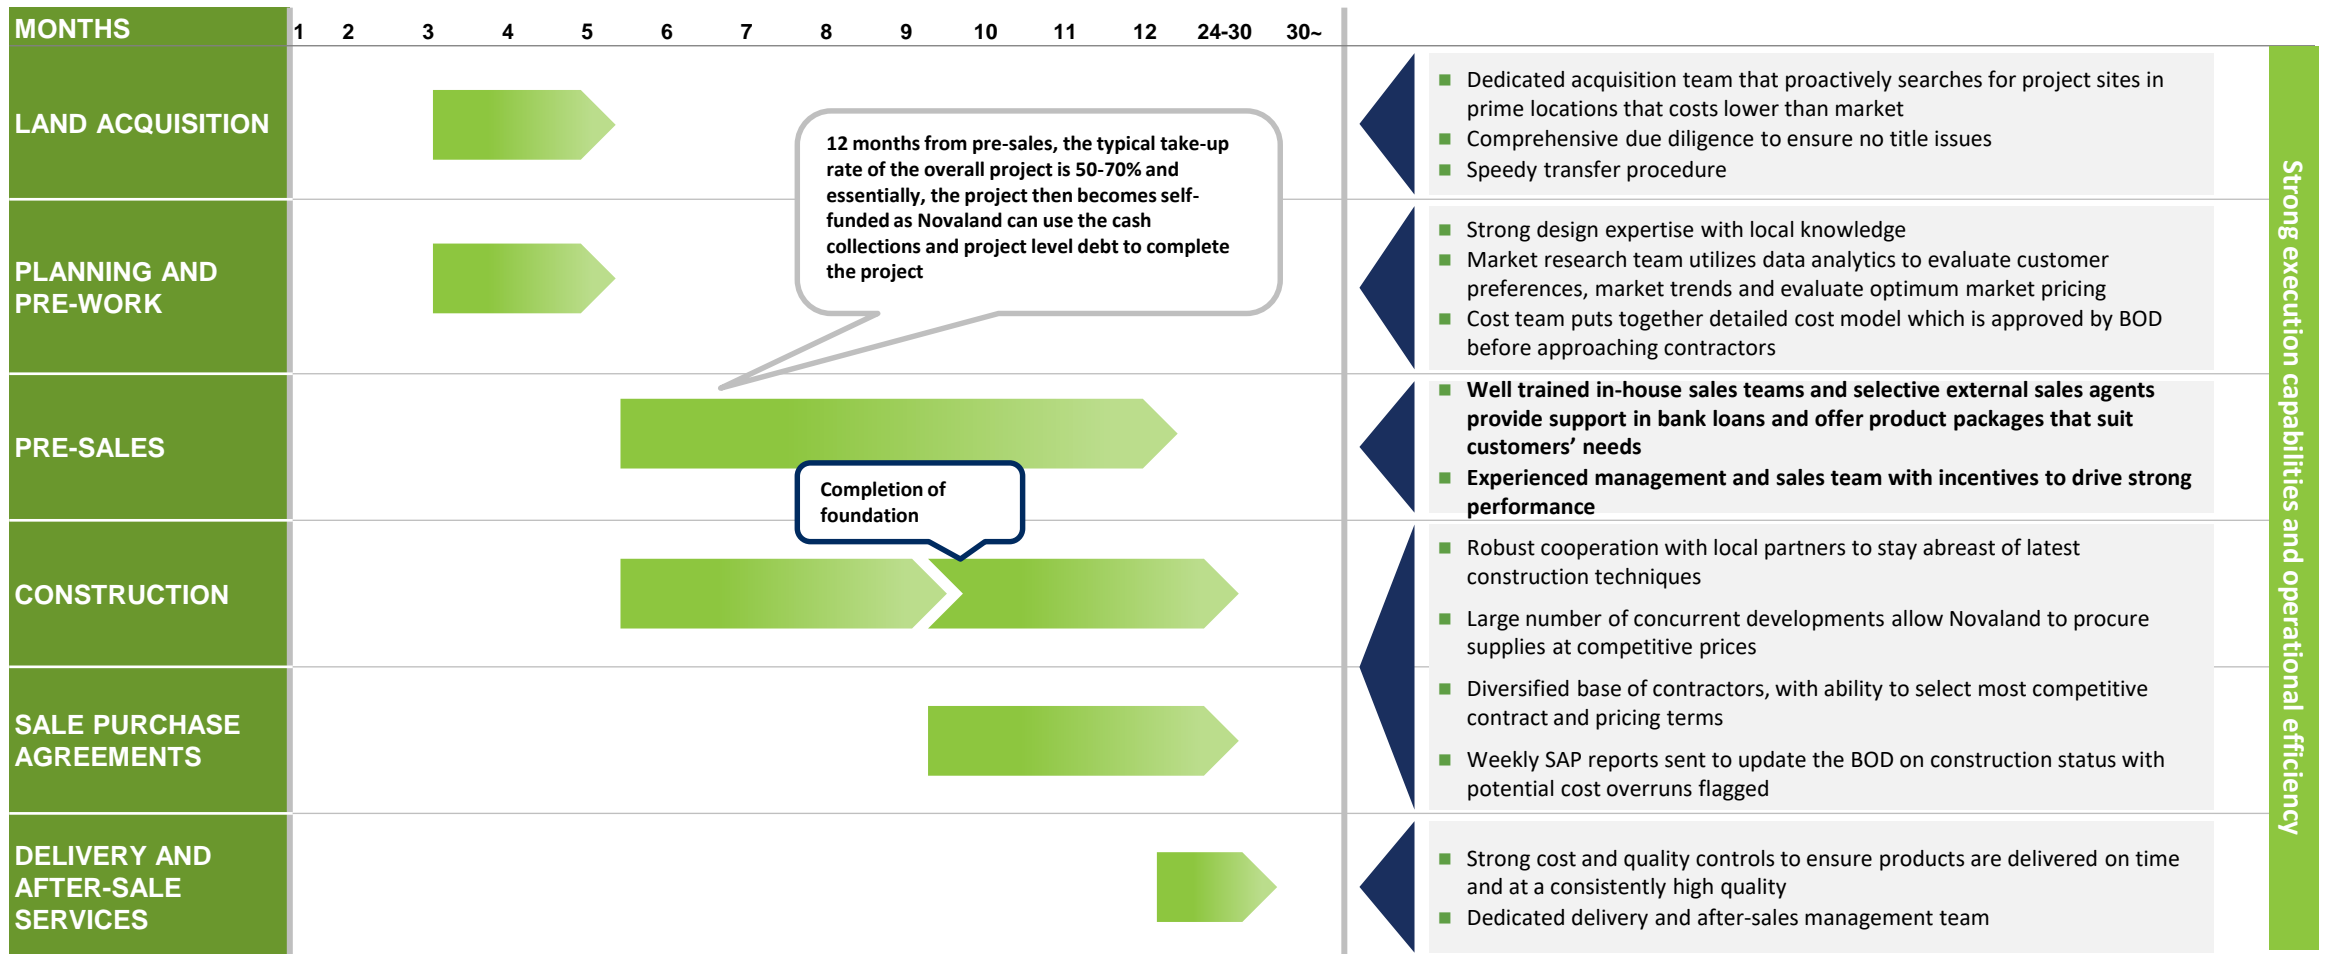 MONTHS 1 2 3 4 5 6 7 8 9 10 11 12 24-30 30~
LAND ACQUISITION
12 months from pre-sales, the typical take-up
rate of the overall project is 50-70% and
essentially, the project then becomes self-
funded as Novaland can use the cash
collections and project level debt to complete
the project
■ Dedicated acquisition team that proactively searches for project sites in
prime locations that costs lower than market
■ Comprehensive due diligence to ensure no title issues
■ Speedy transfer procedure
PLANNING AND
PRE-WORK
■ Strong design expertise with local knowledge
■ Market research team utilizes data analytics to evaluate customer
preferences, market trends and evaluate optimum market pricing
■ Cost team puts together detailed cost model which is approved by BOD
before approaching contractors
PRE-SALES
■ Well trained in-house sales teams and selective external sales agents
provide support in bank loans and offer product packages that suit
customers’ needs
■ Experienced management and sales team with incentives to drive strong
performance
Completion of
foundation
CONSTRUCTION
■ Robust cooperation with local partners to stay abreast of latest
construction techniques
■ Large number of concurrent developments allow Novaland to procure
supplies at competitive prices
SALE PURCHASE
AGREEMENTS
■ Diversified base of contractors, with ability to select most competitive
contract and pricing terms
■ Weekly SAP reports sent to update the BOD on construction status with
potential cost overruns flagged
DELIVERY AND
AFTER-SALE
SERVICES
■ Strong cost and quality controls to ensure products are delivered on time
and at a consistently high quality
■ Dedicated delivery and after-sales management team
Strong execution capabilities and operational efficiency